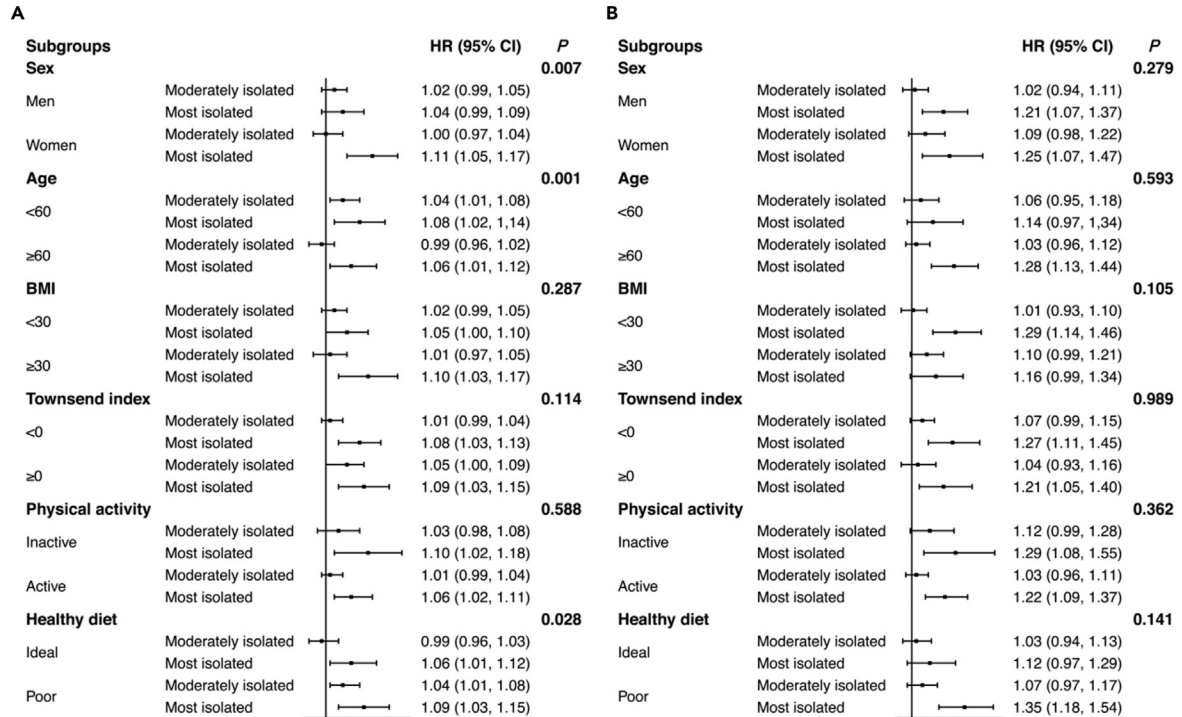 A
Subgroups HR (95% CI) P
Sex 0.007
Men
Moderately isolated 1.02 (0.99, 1.05)
Most isolated 1.04 (0.99, 1.09)
Women
Moderately isolated 1.00 (0.97, 1.04)
Most isolated 1.11 (1.05, 1.17)
Age 0.001
<60
Moderately isolated 1.04 (1.01, 1.08)
Most isolated 1.08 (1.02, 1,14)
≥60
Moderately isolated 0.99 (0.96, 1.02)
Most isolated 1.06 (1.01, 1.12)
BMI 0.287
<30
Moderately isolated 1.02 (0.99, 1.05)
Most isolated 1.05 (1.00, 1.10)
≥30
Moderately isolated 1.01 (0.97, 1.05)
Most isolated 1.10 (1.03, 1.17)
Townsend index 0.114
<0
Moderately isolated 1.01 (0.99, 1.04)
Most isolated 1.08 (1.03, 1.13)
≥0
Moderately isolated 1.05 (1.00, 1.09)
Most isolated 1.09 (1.03, 1.15)
Physical activity 0.588
Inactive
Moderately isolated 1.03 (0.98, 1.08)
Most isolated 1.10 (1.02, 1.18)
Active
Moderately isolated 1.01 (0.99, 1.04)
Most isolated 1.06 (1.02, 1.11)
Healthy diet 0.028
Ideal
Moderately isolated 0.99 (0.96, 1.03)
Most isolated 1.06 (1.01, 1.12)
Poor
Moderately isolated 1.04 (1.01, 1.08)
Most isolated 1.09 (1.03, 1.15)
B
Subgroups HR (95% CI) P
Sex 0.279
Men
Moderately isolated 1.02 (0.94, 1.11)
Most isolated 1.21 (1.07, 1.37)
Women
Moderately isolated 1.09 (0.98, 1.22)
Most isolated 1.25 (1.07, 1.47)
Age 0.593
<60
Moderately isolated 1.06 (0.95, 1.18)
Most isolated 1.14 (0.97, 1,34)
≥60
Moderately isolated 1.03 (0.96, 1.12)
Most isolated 1.28 (1.13, 1.44)
BMI 0.105
<30
Moderately isolated 1.01 (0.93, 1.10)
Most isolated 1.29 (1.14, 1.46)
≥30
Moderately isolated 1.10 (0.99, 1.21)
Most isolated 1.16 (0.99, 1.34)
Townsend index 0.989
<0
Moderately isolated 1.07 (0.99, 1.15)
Most isolated 1.27 (1.11, 1.45)
≥0
Moderately isolated 1.04 (0.93, 1.16)
Most isolated 1.21 (1.05, 1.40)
Physical activity 0.362
Inactive
Moderately isolated 1.12 (0.99, 1.28)
Most isolated 1.29 (1.08, 1.55)
Active
Moderately isolated 1.03 (0.96, 1.11)
Most isolated 1.22 (1.09, 1.37)
Healthy diet 0.141
Ideal
Moderately isolated 1.03 (0.94, 1.13)
Most isolated 1.12 (0.97, 1.29)
Poor
Moderately isolated 1.07 (0.97, 1.17)
Most isolated 1.35 (1.18, 1.54)